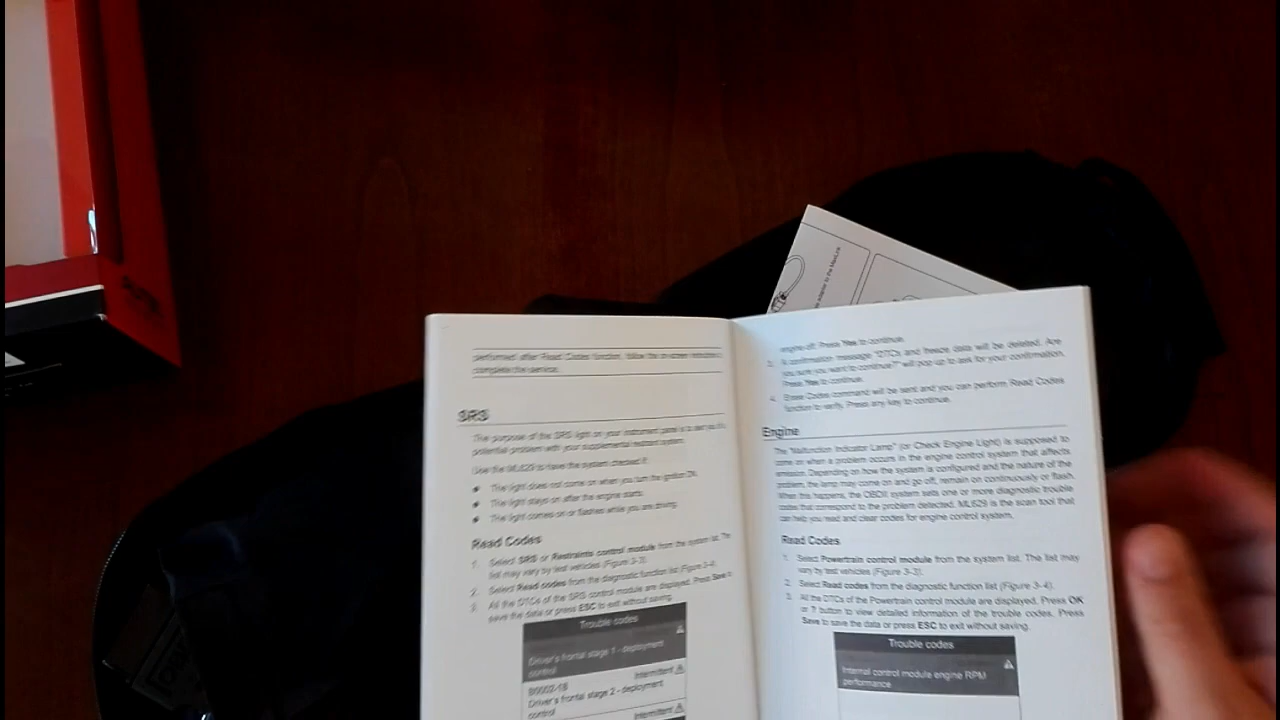 performed after Read Codes function, follow the on-screen instructions
complete the service.
SRS
The purpose of the SRS light on your instrument panel is to alert you if a
potential problem with your supplemental restraint system.
Use the ML629 to have the system checked if:
The light does not come on when you turn the ignition ON.
The light stays on after the engine starts.
The light comes on or flashes while you are driving.
Read Codes
1. Select SRS or Restraints control module from the system list. The
list may vary by test vehicles (Figure 3-3).
2. Select Read codes from the diagnostic function list (Figure 3-4).
3. All the DTCs of the SRS control module are displayed. Press Save to
save the data or press ESC to exit without saving.
Trouble codes
Driver's frontal stage 1 - deployment
control
Intermittent
B0002-18
Driver's frontal stage 2 - deployment
control
Intermittent
engine off. Press Yes to continue.
3. A confirmation message "DTCs and freeze data will be deleted. Are
you sure you want to continue?" will pop up to ask for your confirmation.
Press Yes to continue.
4. Erase Codes command will be sent and you can perform Read Codes
function to verify. Press any key to continue.
Engine
The "Malfunction Indicator Lamp" (or Check Engine Light) is supposed to
come on when a problem occurs in the engine control system that affects
emission. Depending on how the system is configured and the nature of the
problem, the lamp may come on and go off, remain on continuously or flash.
When this happens, the OBDII system sets one or more diagnostic trouble
codes that correspond to the problem detected. ML629 is the scan tool that
can help you read and clear codes for engine control system.
Read Codes
1. Select Powertrain control module from the system list. The list may
vary by test vehicles (Figure 3-3).
2. Select Read codes from the diagnostic function list (Figure 3-4).
3. All the DTCs of the Powertrain control module are displayed. Press OK
or ? button to view detailed information of the trouble codes. Press
Save to save the data or press ESC to exit without saving.
Trouble codes
Internal control module engine RPM
performance